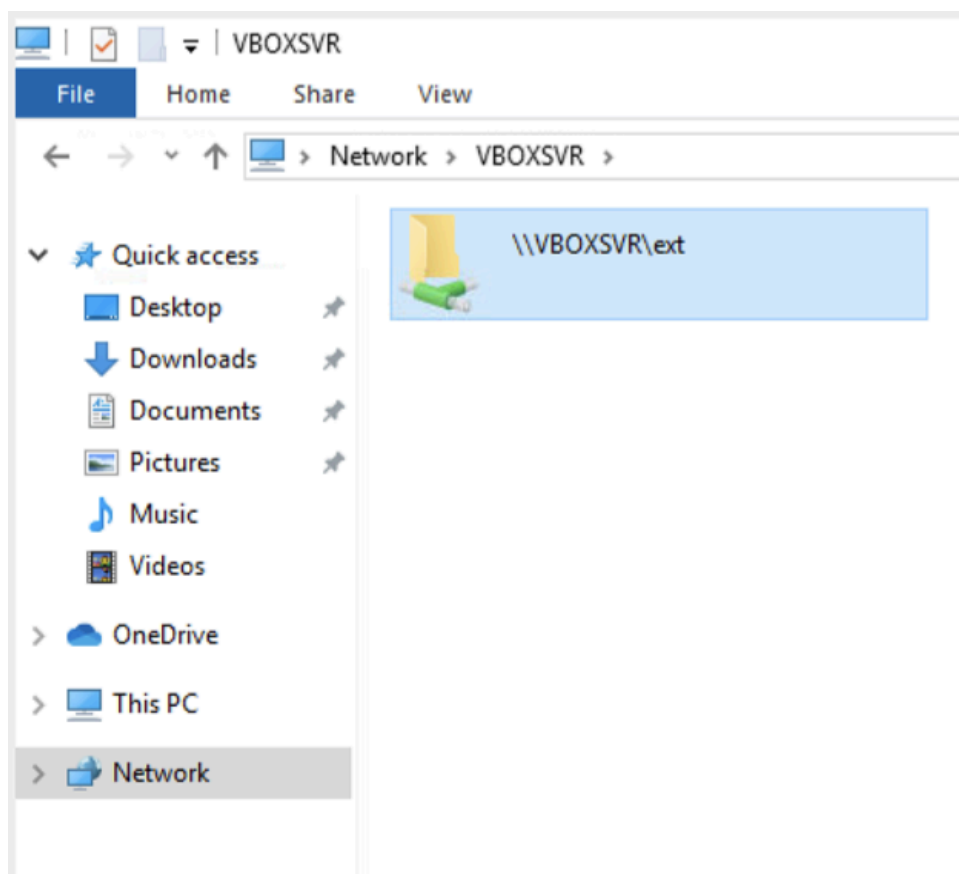 VBOXSVR
File Home Share View
Network VBOXSVR
Quick access
Desktop
Downloads
Documents
Pictures
Music
Videos
OneDrive
This PC
Network
\\VBOXSVR\ext